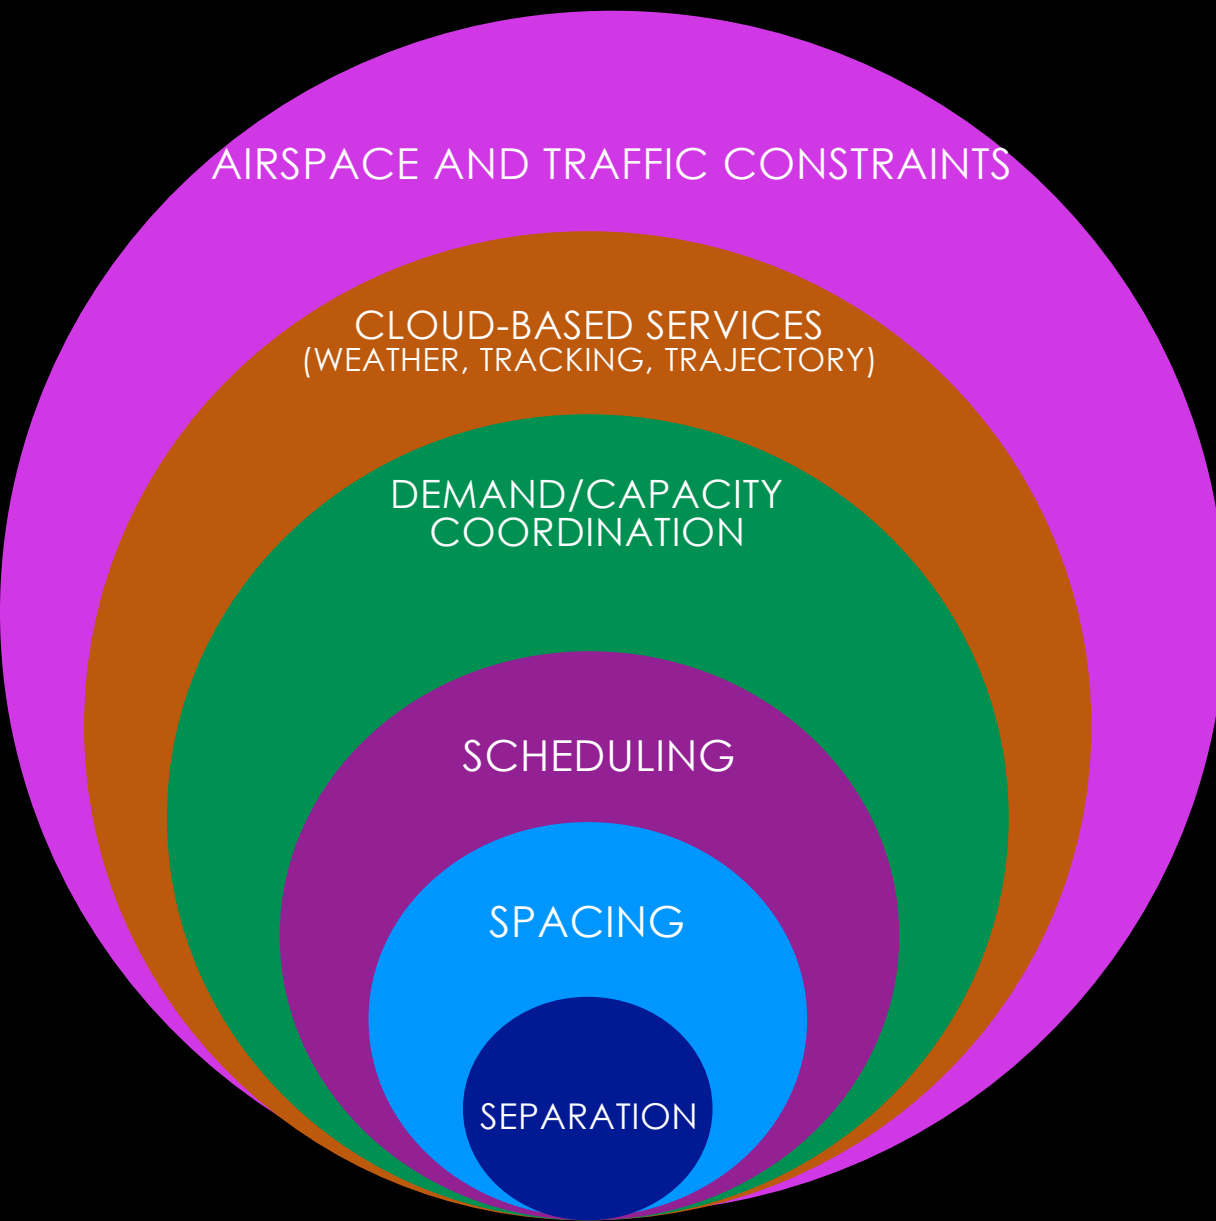 AIRSPACE AND TRAFFIC CONSTRAINTS
CLOUD-BASED SERVICES
(WEATHER, TRACKING, TRAJECTORY)
DEMAND/CAPACITY
COORDINATION
SCHEDULING
SPACING
SEPARATION